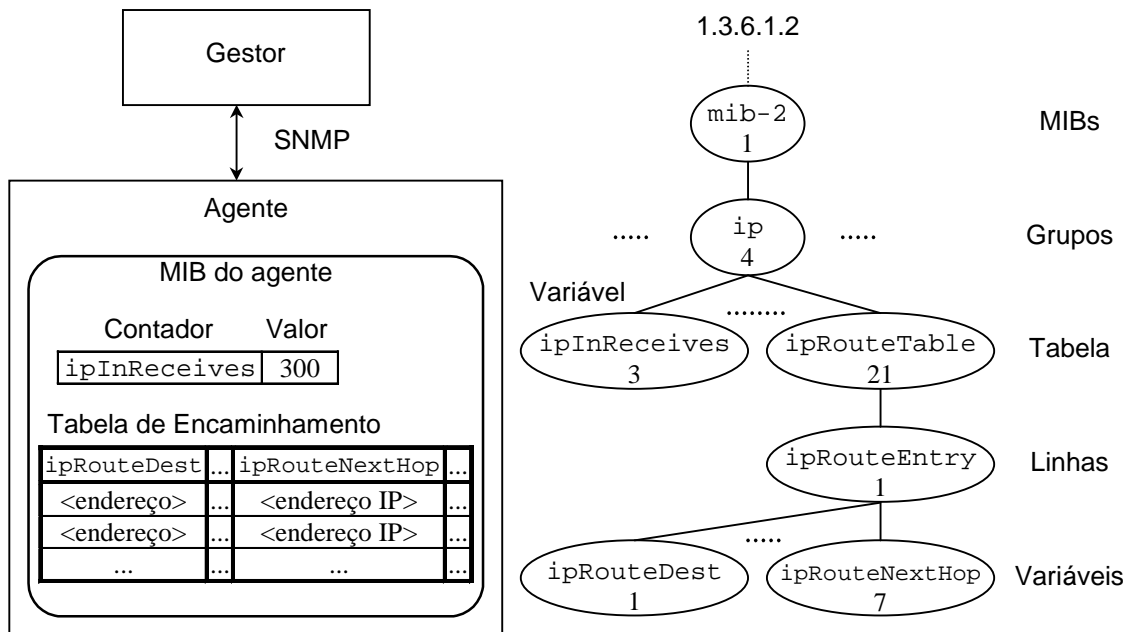 Gestor
SNMP
Agente
MIB do agente
Contador Valor
ipInReceives 300
Tabela de Encaminhamento
ipRouteDest ... ipRouteNextHop ...
<endereço> ... <endereço IP> ...
<endereço> ... <endereço IP> ...
... ... ... ...
1.3.6.1.2
mib-2
1
MIBs
..... ip .....
4
Grupos
Variável
........
ipInReceives
3
ipRouteTable
21
Tabela
ipRouteEntry
1
Linhas
.....
ipRouteDest
1
ipRouteNextHop
7
Variáveis